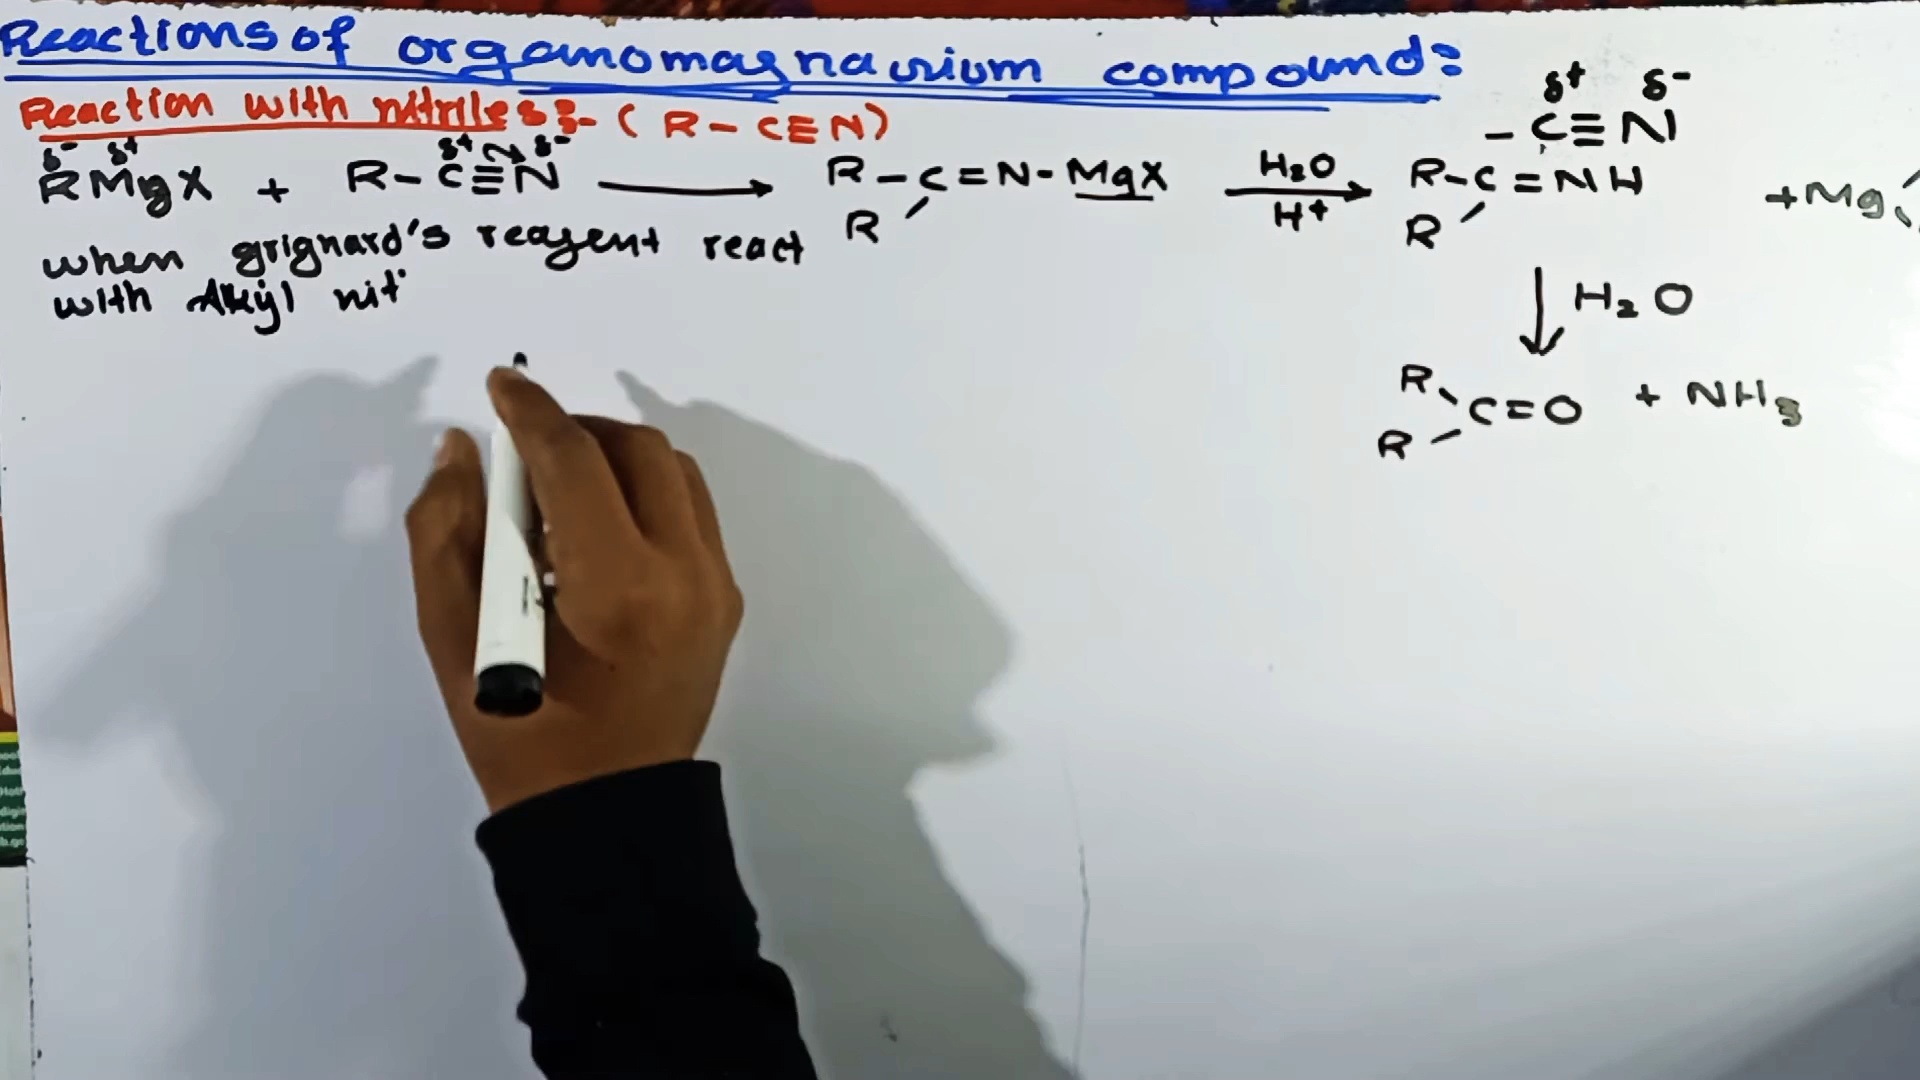 Reactions of organomagnasium compound:
Reaction with nitriles:- ( R - C≡N )
δ- δ+ δ+ δ- δ+ δ-
- C≡N
RMgX + R-C≡N ⟶ R-C=N-MgX H₂O H+ R-C=NH +Mg
R R
when grignard's reagent react
with Alkyl nit
↓ H₂O
R C=O + NH₃
R